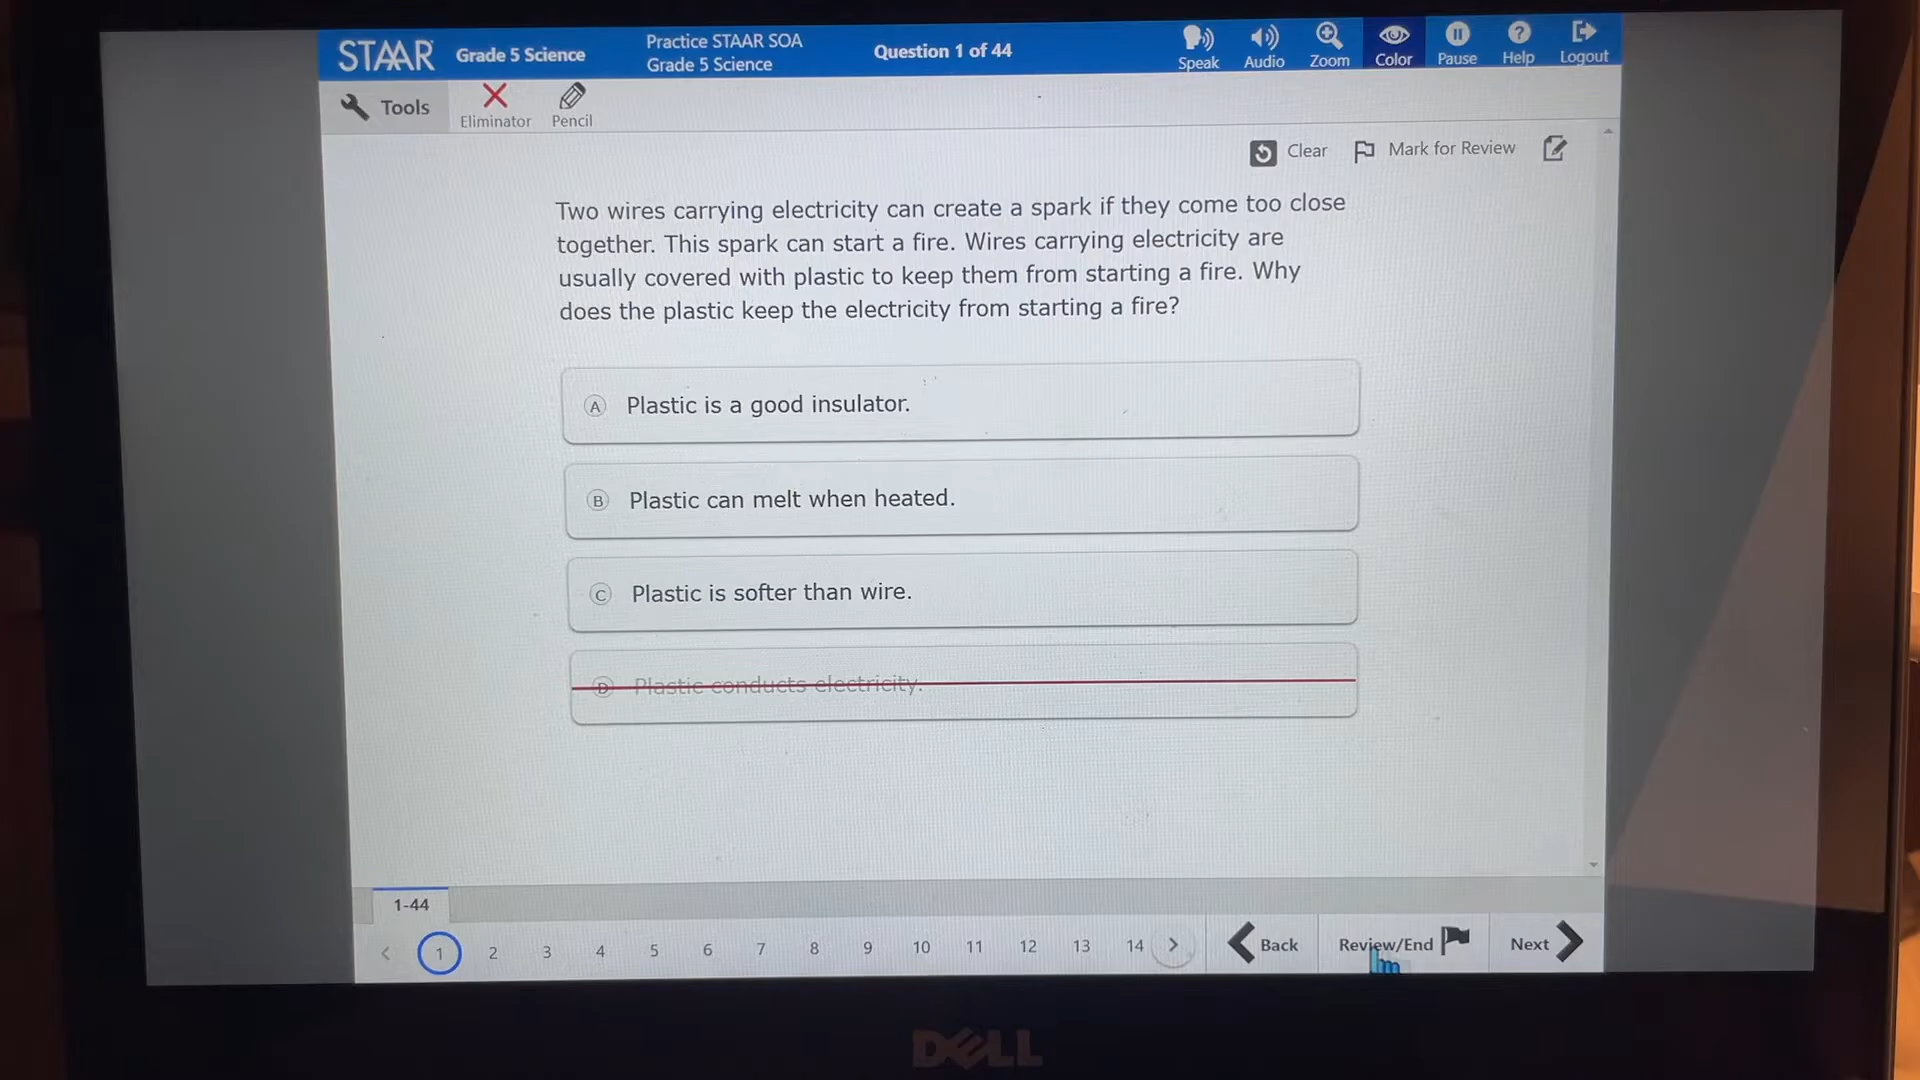 STAAR Grade 5 Science
Practice STAAR SOA
Grade 5 Science
Question 1 of 44
Speak Audio Zoom Color Pause Help Logout
Tools Eliminator Pencil
Clear Mark for Review
Two wires carrying electricity can create a spark if they come too close
together. This spark can start a fire. Wires carrying electricity are
usually covered with plastic to keep them from starting a fire. Why
does the plastic keep the electricity from starting a fire?
A Plastic is a good insulator.
B Plastic can melt when heated.
C Plastic is softer than wire.
D Plastic conducts electricity.
1-44
1 2 3 4 5 6 7 8 9 10 11 12 13 14 Back Review/End Next
DELL